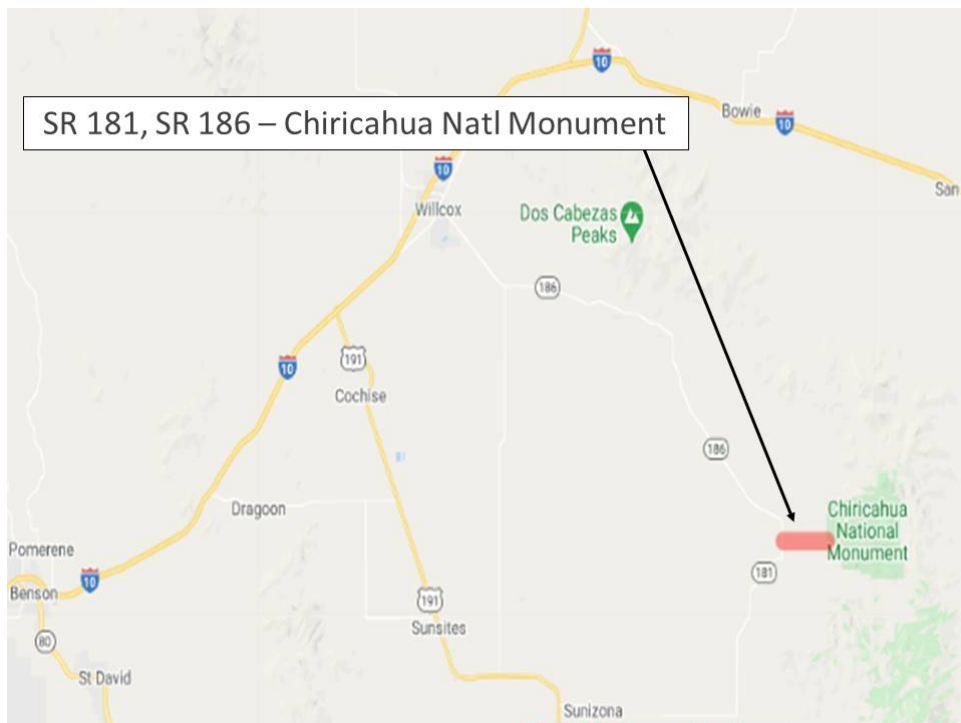 10
Bowie
10
SR 181, SR 186 – Chiricahua Natl Monument
10
San
Willcox
Dos Cabezas
Peaks
186
191
10
Cochise
186
Dragoon
Chiricahua
National
Monument
Pomerene
10
181
Benson
191
Sunsites
80
St David
Sunizona